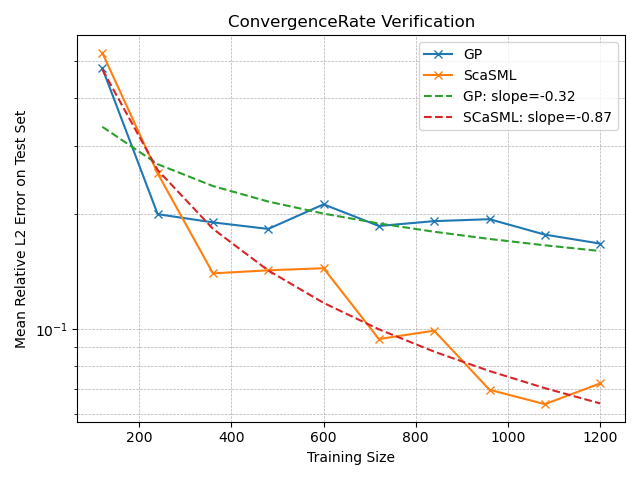 ConvergenceRate Verification
GP
ScaSML
GP: slope=-0.32
SCaSML: slope=-0.87
Mean Relative L2 Error on Test Set
10⁻¹
200
400
600
800
1000
1200
Training Size